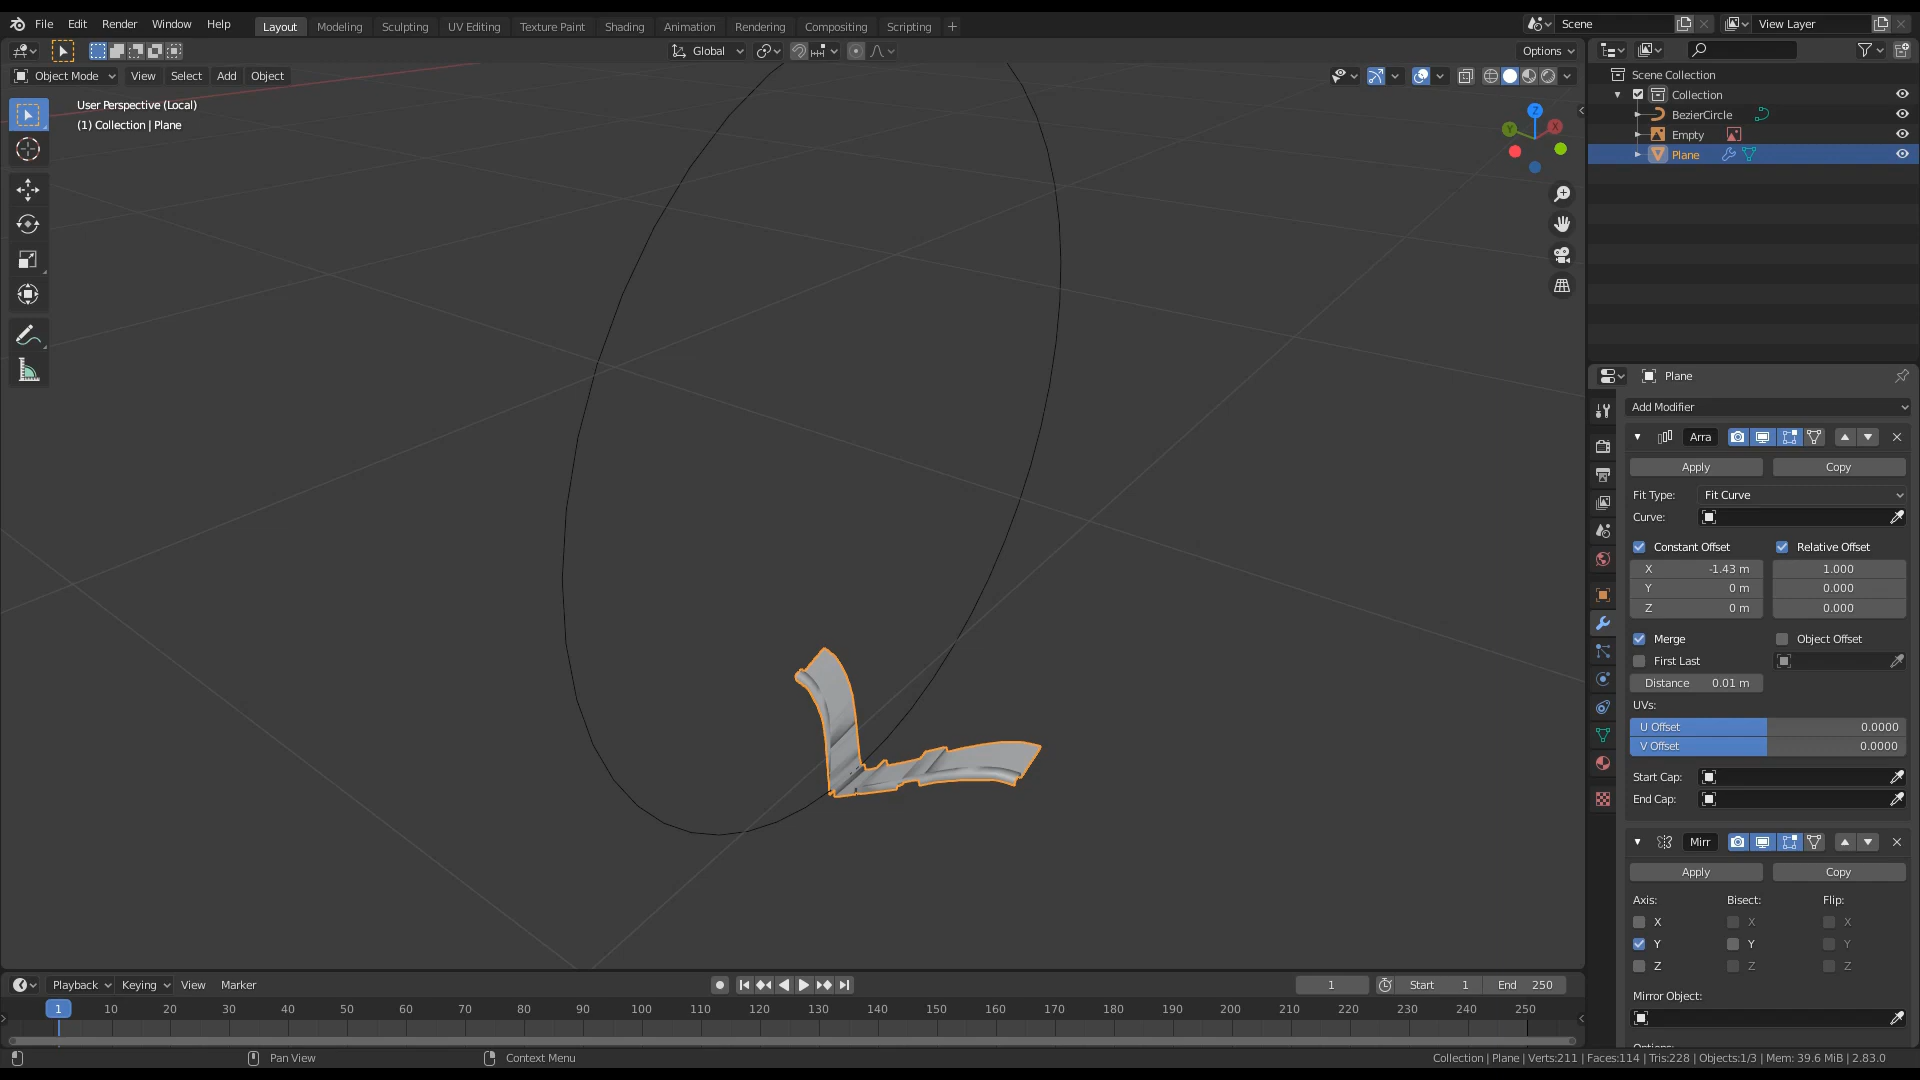 File Edit Render Window Help Layout Modeling Sculpting UV Editing Texture Paint Shading Animation Rendering Compositing Scripting + Scene View Layer
Global Options
Object Mode View Select Add Object
User Perspective (Local)
(1) Collection | Plane
Z
Y
X
Scene Collection
Collection
BezierCircle
Empty
Plane
Plane
Add Modifier
Arra
Apply Copy
Fit Type: Fit Curve
Curve:
Constant Offset Relative Offset
X -1.43 m 1.000
Y 0 m 0.000
Z 0 m 0.000
Merge Object Offset
First Last
Distance 0.01 m
UVs:
U Offset 0.0000
V Offset 0.0000
Start Cap:
End Cap:
Mirr
Apply Copy
Axis: Bisect: Flip:
X X X
Y Y Y
Z Z Z
Mirror Object:
Options:
Playback Keying View Marker 1 Start 1 End 250
1 10 20 30 40 50 60 70 80 90 100 110 120 130 140 150 160 170 180 190 200 210 220 230 240 250
Pan View Context Menu Collection | Plane | Verts:211 | Faces:114 | Tris:228 | Objects:1/3 | Mem: 39.6 MiB | 2.83.0